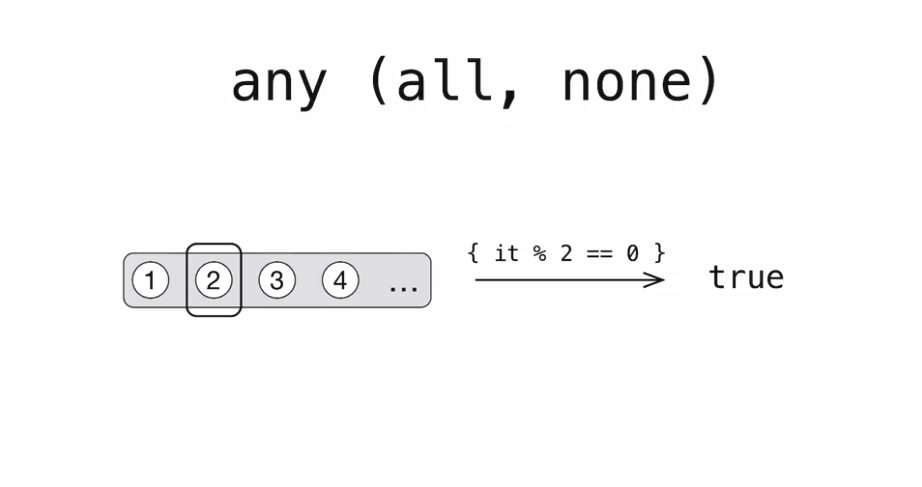 any (all, none)
{ it % 2 == 0 }
1 2 3 4 ... true